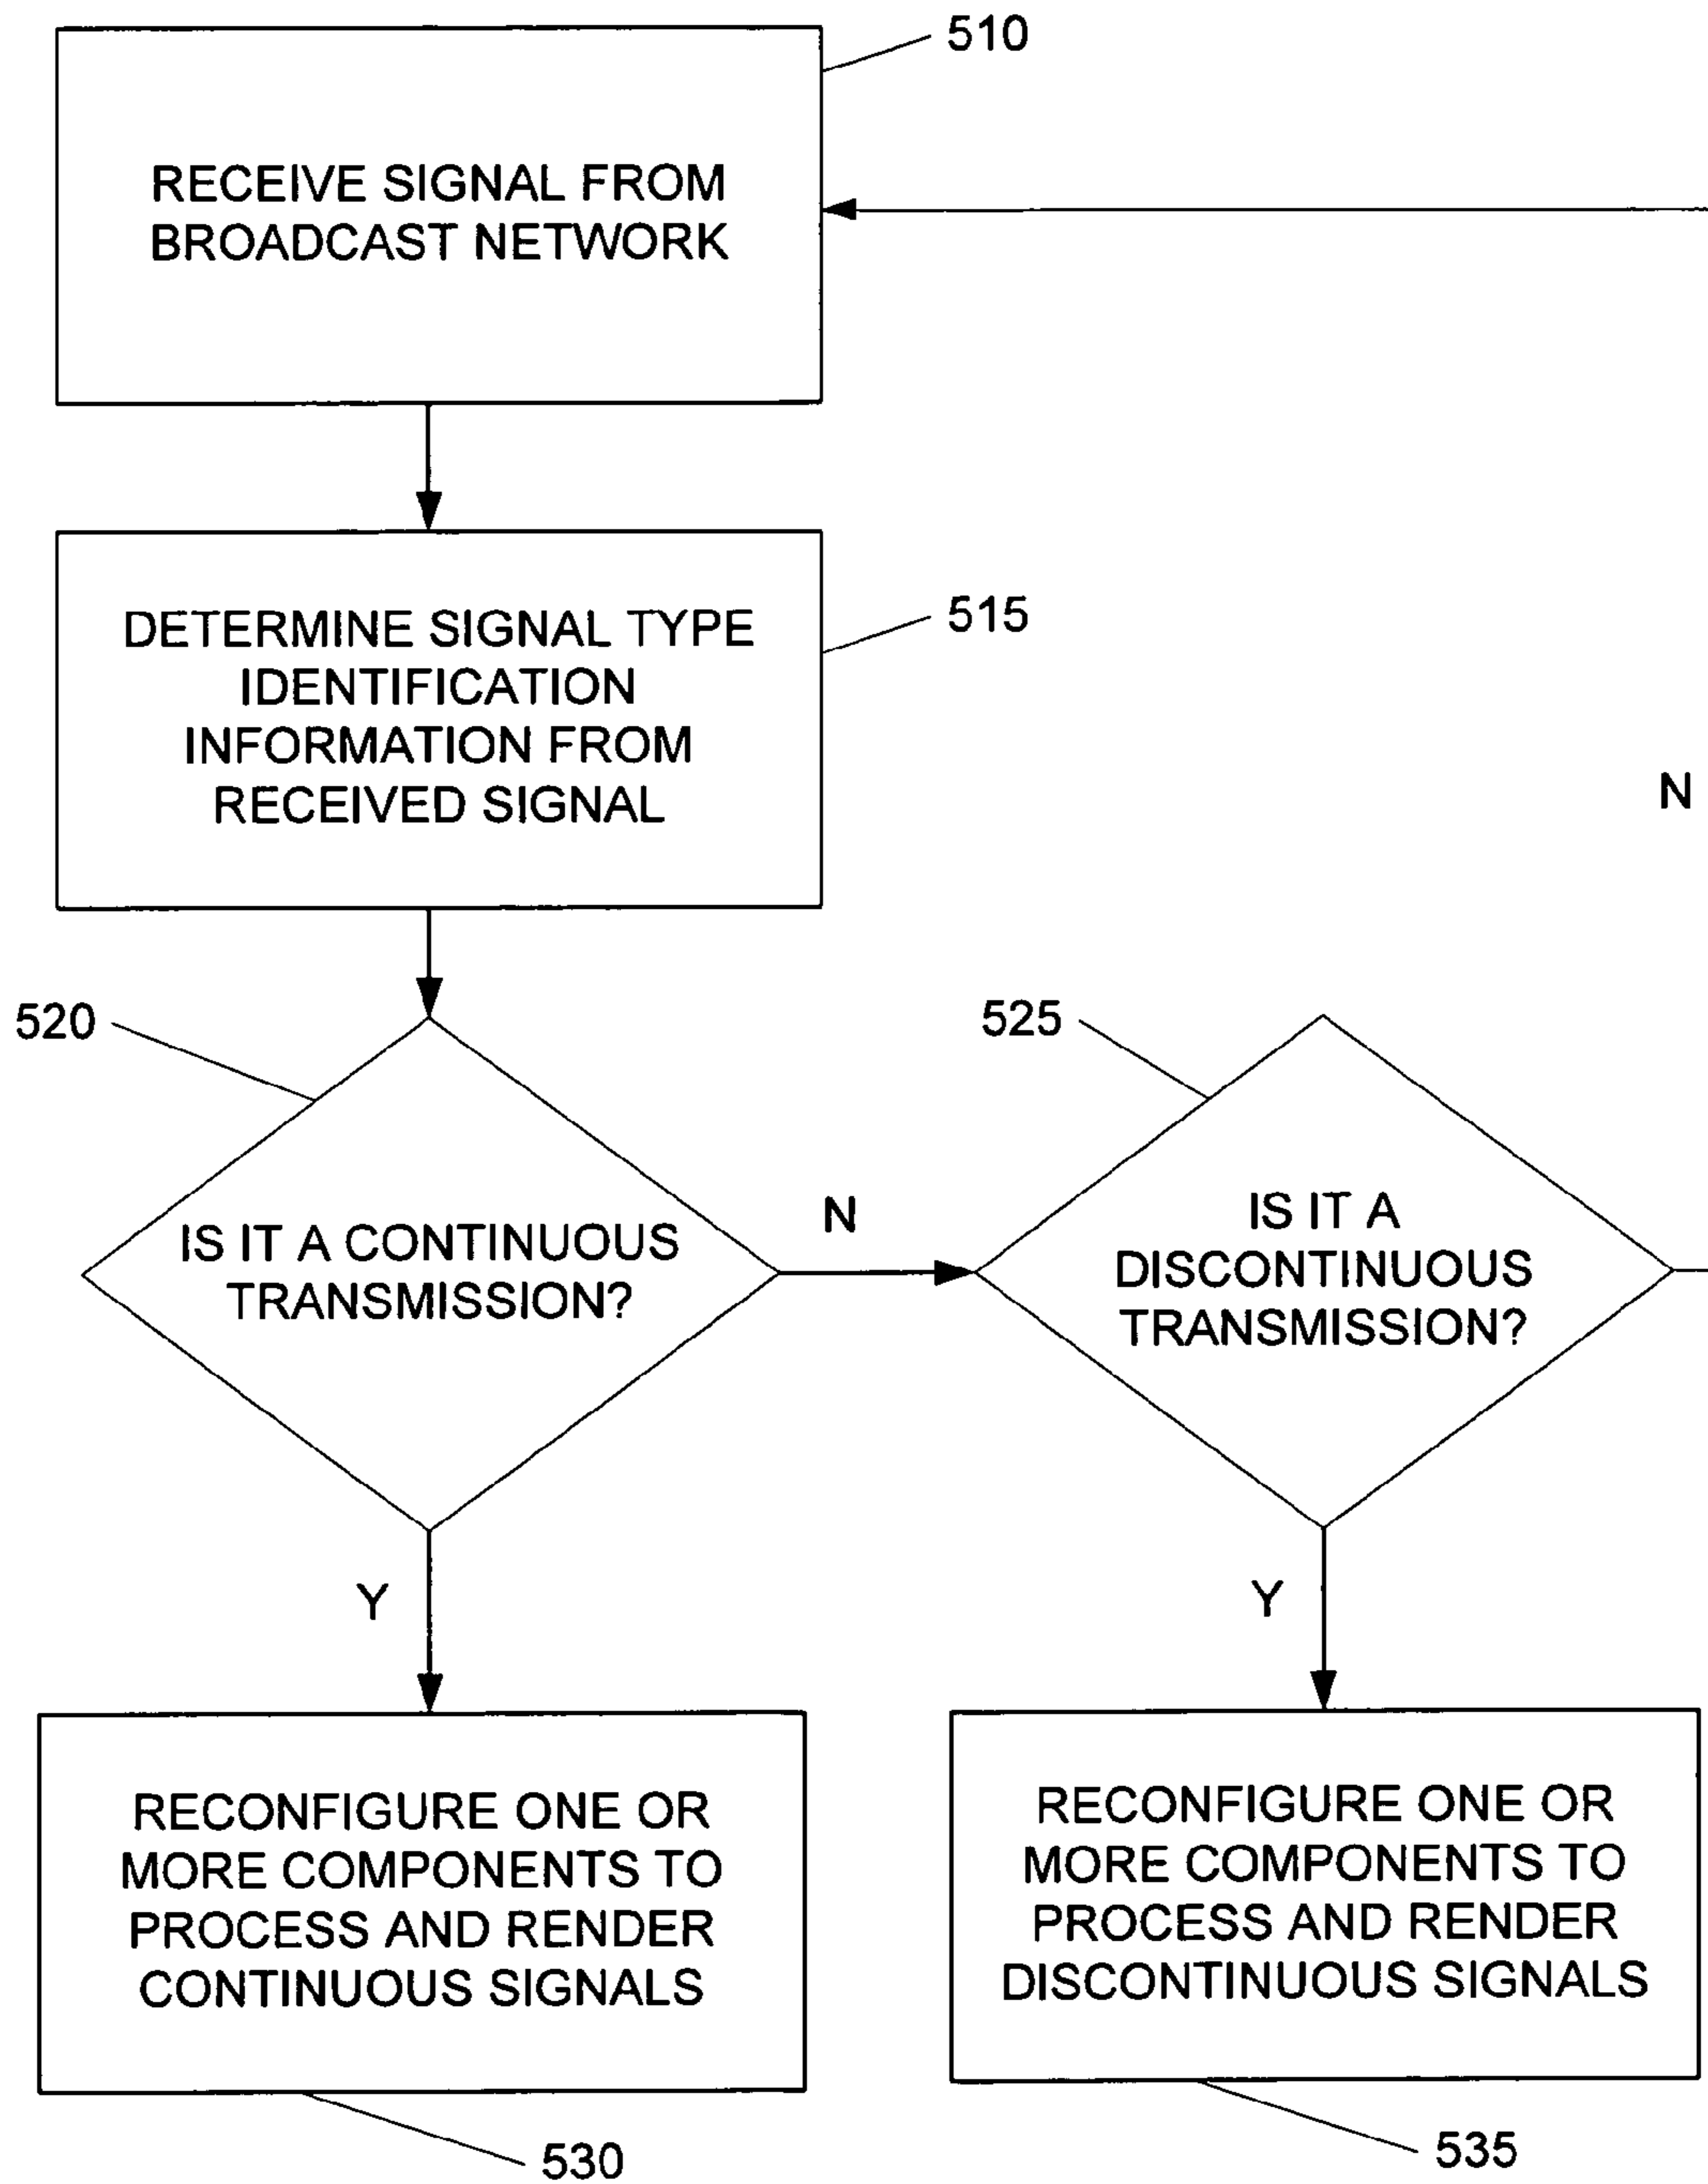 510
RECEIVE SIGNAL FROM
BROADCAST NETWORK
515
DETERMINE SIGNAL TYPE
IDENTIFICATION
INFORMATION FROM
RECEIVED SIGNAL
N
520
525
IS IT A CONTINUOUS
TRANSMISSION?
N
IS IT A
DISCONTINUOUS
TRANSMISSION?
Y
Y
RECONFIGURE ONE OR
MORE COMPONENTS TO
PROCESS AND RENDER
CONTINUOUS SIGNALS
RECONFIGURE ONE OR
MORE COMPONENTS TO
PROCESS AND RENDER
DISCONTINUOUS SIGNALS
530
535